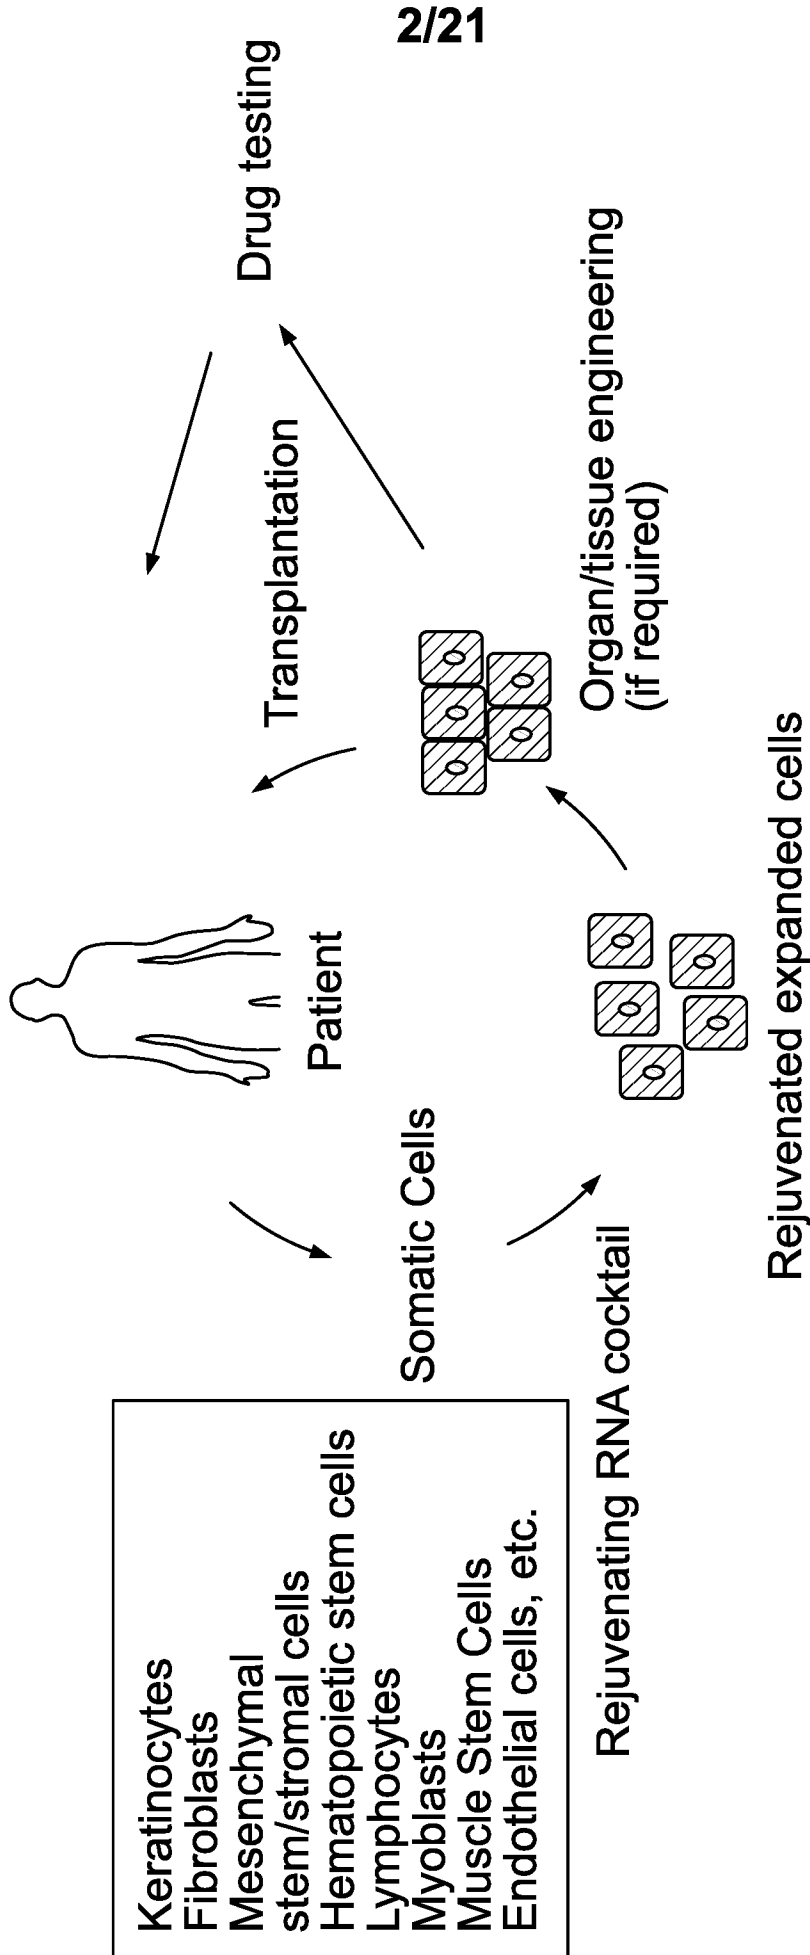 2/21
Keratinocytes
Fibroblasts
Mesenchymal
stem/stromal cells
Hematopoietic stem cells
Lymphocytes
Myoblasts
Muscle Stem Cells
Endothelial cells, etc.
Somatic Cells
Patient
Transplantation
Drug testing
Rejuvenating RNA cocktail
Rejuvenated expanded cells
Organ/tissue engineering
(if required)